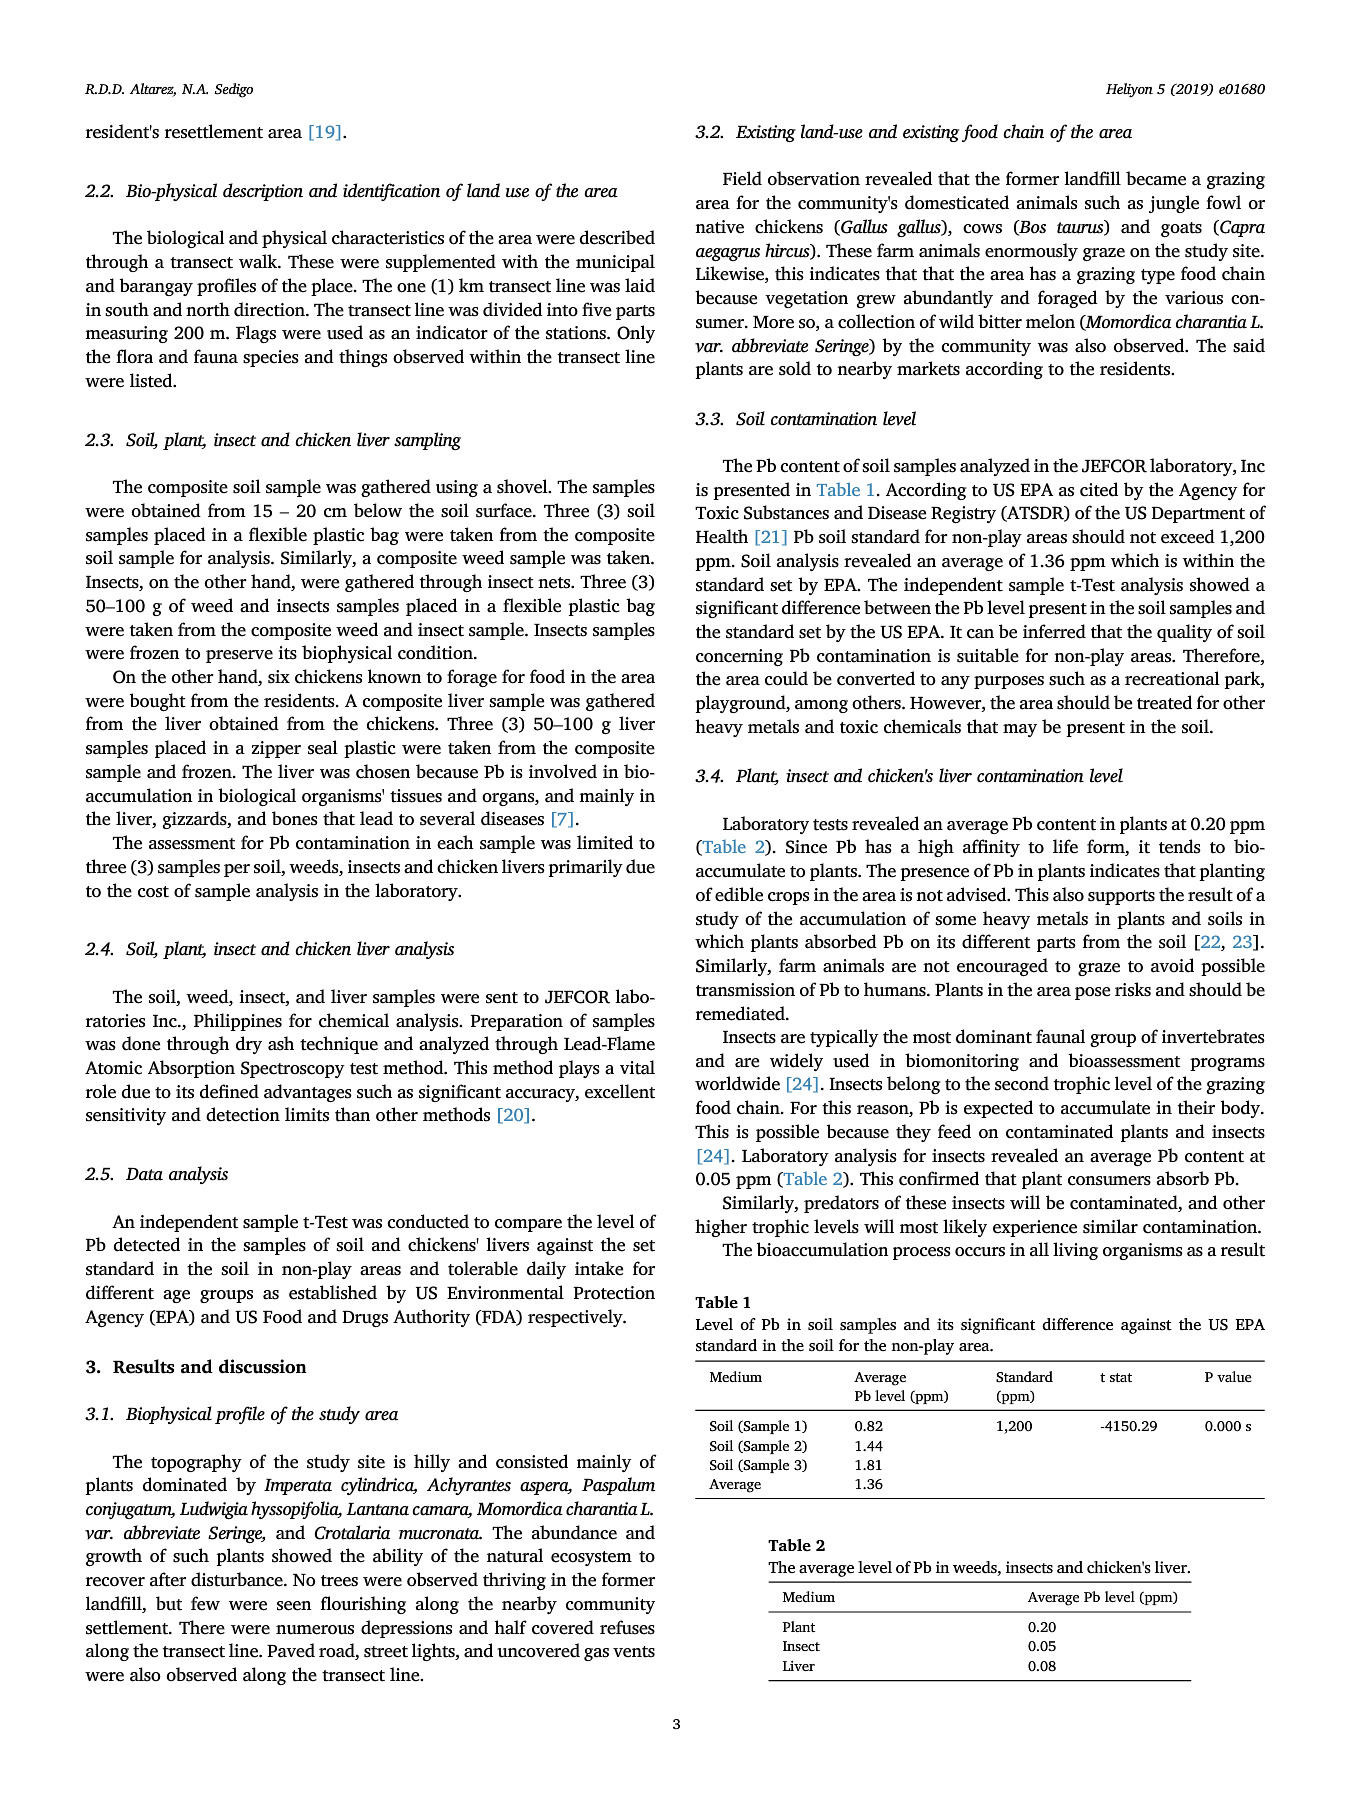 R.D.D. Altarez, N.A. Sedigo
Heliyon 5 (2019) e01680
resident's resettlement area [19].
2.2. Bio-physical description and identification of land use of the area
The biological and physical characteristics of the area were described
through a transect walk. These were supplemented with the municipal
and barangay profiles of the place. The one (1) km transect line was laid
in south and north direction. The transect line was divided into five parts
measuring 200 m. Flags were used as an indicator of the stations. Only
the flora and fauna species and things observed within the transect line
were listed.
2.3. Soil, plant, insect and chicken liver sampling
The composite soil sample was gathered using a shovel. The samples
were obtained from 15 – 20 cm below the soil surface. Three (3) soil
samples placed in a flexible plastic bag were taken from the composite
soil sample for analysis. Similarly, a composite weed sample was taken.
Insects, on the other hand, were gathered through insect nets. Three (3)
50–100 g of weed and insects samples placed in a flexible plastic bag
were taken from the composite weed and insect sample. Insects samples
were frozen to preserve its biophysical condition.
On the other hand, six chickens known to forage for food in the area
were bought from the residents. A composite liver sample was gathered
from the liver obtained from the chickens. Three (3) 50–100 g liver
samples placed in a zipper seal plastic were taken from the composite
sample and frozen. The liver was chosen because Pb is involved in bio-
accumulation in biological organisms' tissues and organs, and mainly in
the liver, gizzards, and bones that lead to several diseases [7].
The assessment for Pb contamination in each sample was limited to
three (3) samples per soil, weeds, insects and chicken livers primarily due
to the cost of sample analysis in the laboratory.
2.4. Soil, plant, insect and chicken liver analysis
The soil, weed, insect, and liver samples were sent to JEFCOR labo-
ratories Inc., Philippines for chemical analysis. Preparation of samples
was done through dry ash technique and analyzed through Lead-Flame
Atomic Absorption Spectroscopy test method. This method plays a vital
role due to its defined advantages such as significant accuracy, excellent
sensitivity and detection limits than other methods [20].
2.5. Data analysis
An independent sample t-Test was conducted to compare the level of
Pb detected in the samples of soil and chickens' livers against the set
standard in the soil in non-play areas and tolerable daily intake for
different age groups as established by US Environmental Protection
Agency (EPA) and US Food and Drugs Authority (FDA) respectively.
3. Results and discussion
3.1. Biophysical profile of the study area
The topography of the study site is hilly and consisted mainly of
plants dominated by Imperata cylindrica, Achyrantes aspera, Paspalum
conjugatum, Ludwigia hyssopifolia, Lantana camara, Momordica charantia L.
var. abbreviate Seringe, and Crotalaria mucronata. The abundance and
growth of such plants showed the ability of the natural ecosystem to
recover after disturbance. No trees were observed thriving in the former
landfill, but few were seen flourishing along the nearby community
settlement. There were numerous depressions and half covered refuses
along the transect line. Paved road, street lights, and uncovered gas vents
were also observed along the transect line.
3.2. Existing land-use and existing food chain of the area
Field observation revealed that the former landfill became a grazing
area for the community's domesticated animals such as jungle fowl or
native chickens (Gallus gallus), cows (Bos taurus) and goats (Capra
aegagrus hircus). These farm animals enormously graze on the study site.
Likewise, this indicates that that the area has a grazing type food chain
because vegetation grew abundantly and foraged by the various con-
sumer. More so, a collection of wild bitter melon (Momordica charantia L.
var. abbreviate Seringe) by the community was also observed. The said
plants are sold to nearby markets according to the residents.
3.3. Soil contamination level
The Pb content of soil samples analyzed in the JEFCOR laboratory, Inc
is presented in Table 1. According to US EPA as cited by the Agency for
Toxic Substances and Disease Registry (ATSDR) of the US Department of
Health [21] Pb soil standard for non-play areas should not exceed 1,200
ppm. Soil analysis revealed an average of 1.36 ppm which is within the
standard set by EPA. The independent sample t-Test analysis showed a
significant difference between the Pb level present in the soil samples and
the standard set by the US EPA. It can be inferred that the quality of soil
concerning Pb contamination is suitable for non-play areas. Therefore,
the area could be converted to any purposes such as a recreational park,
playground, among others. However, the area should be treated for other
heavy metals and toxic chemicals that may be present in the soil.
3.4. Plant, insect and chicken's liver contamination level
Laboratory tests revealed an average Pb content in plants at 0.20 ppm
(Table 2). Since Pb has a high affinity to life form, it tends to bio-
accumulate to plants. The presence of Pb in plants indicates that planting
of edible crops in the area is not advised. This also supports the result of a
study of the accumulation of some heavy metals in plants and soils in
which plants absorbed Pb on its different parts from the soil [22, 23].
Similarly, farm animals are not encouraged to graze to avoid possible
transmission of Pb to humans. Plants in the area pose risks and should be
remediated.
Insects are typically the most dominant faunal group of invertebrates
and are widely used in biomonitoring and bioassessment programs
worldwide [24]. Insects belong to the second trophic level of the grazing
food chain. For this reason, Pb is expected to accumulate in their body.
This is possible because they feed on contaminated plants and insects
[24]. Laboratory analysis for insects revealed an average Pb content at
0.05 ppm (Table 2). This confirmed that plant consumers absorb Pb.
Similarly, predators of these insects will be contaminated, and other
higher trophic levels will most likely experience similar contamination.
The bioaccumulation process occurs in all living organisms as a result
Table 1
Level of Pb in soil samples and its significant difference against the US EPA
standard in the soil for the non-play area.
Medium Average Standard t stat P value
Pb level (ppm) (ppm)
Soil (Sample 1) 0.82 1,200 -4150.29 0.000 s
Soil (Sample 2) 1.44
Soil (Sample 3) 1.81
Average 1.36
Table 2
The average level of Pb in weeds, insects and chicken's liver.
Medium Average Pb level (ppm)
Plant 0.20
Insect 0.05
Liver 0.08
3